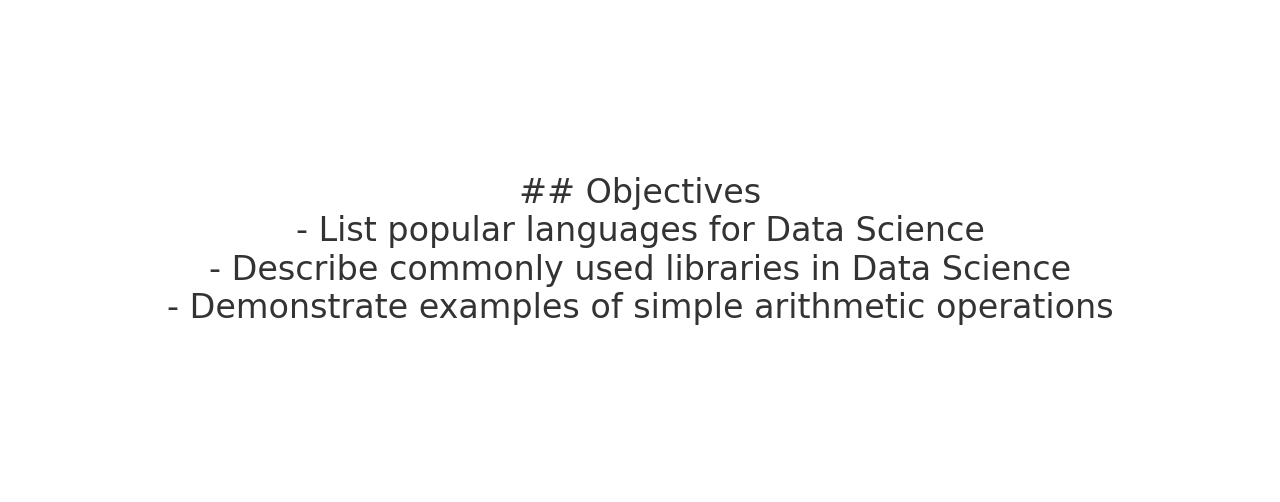 ## Objectives
- List popular languages for Data Science
- Describe commonly used libraries in Data Science
- Demonstrate examples of simple arithmetic operations